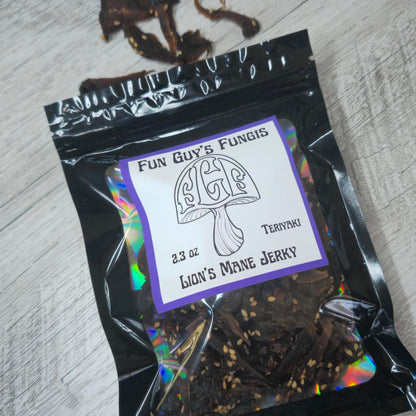 Fun Guy's Fungis
FGF
2.3 oz
Teriyaki
Lion's Mane Jerky